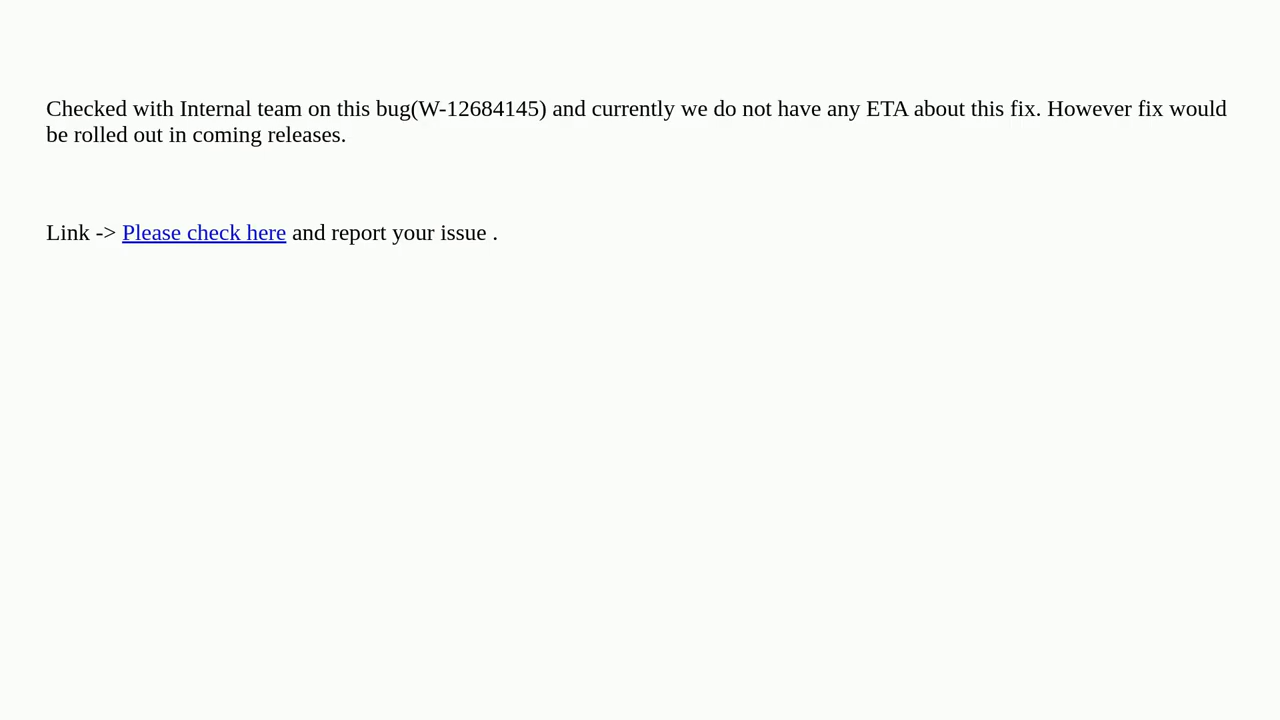 Checked with Internal team on this bug(W-12684145) and currently we do not have any ETA about this fix. However fix would
be rolled out in coming releases.
Link -> Please check here and report your issue .